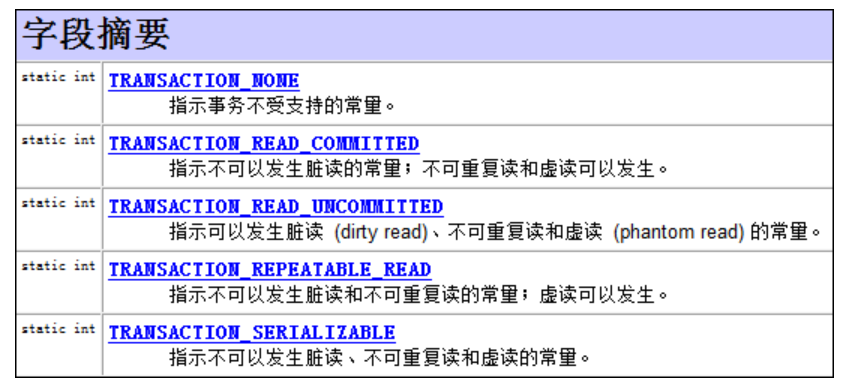 字段摘要
static int TRANSACTION_NONE
指示事务不受支持的常量。
static int TRANSACTION_READ_COMMITTED
指示不可以发生脏读的常量；不可重复读和虚读可以发生。
static int TRANSACTION_READ_UNCOMMITTED
指示可以发生脏读 (dirty read)、不可重复读和虚读 (phantom read) 的常量。
static int TRANSACTION_REPEATABLE_READ
指示不可以发生脏读和不可重复读的常量；虚读可以发生。
static int TRANSACTION_SERIALIZABLE
指示不可以发生脏读、不可重复读和虚读的常量。